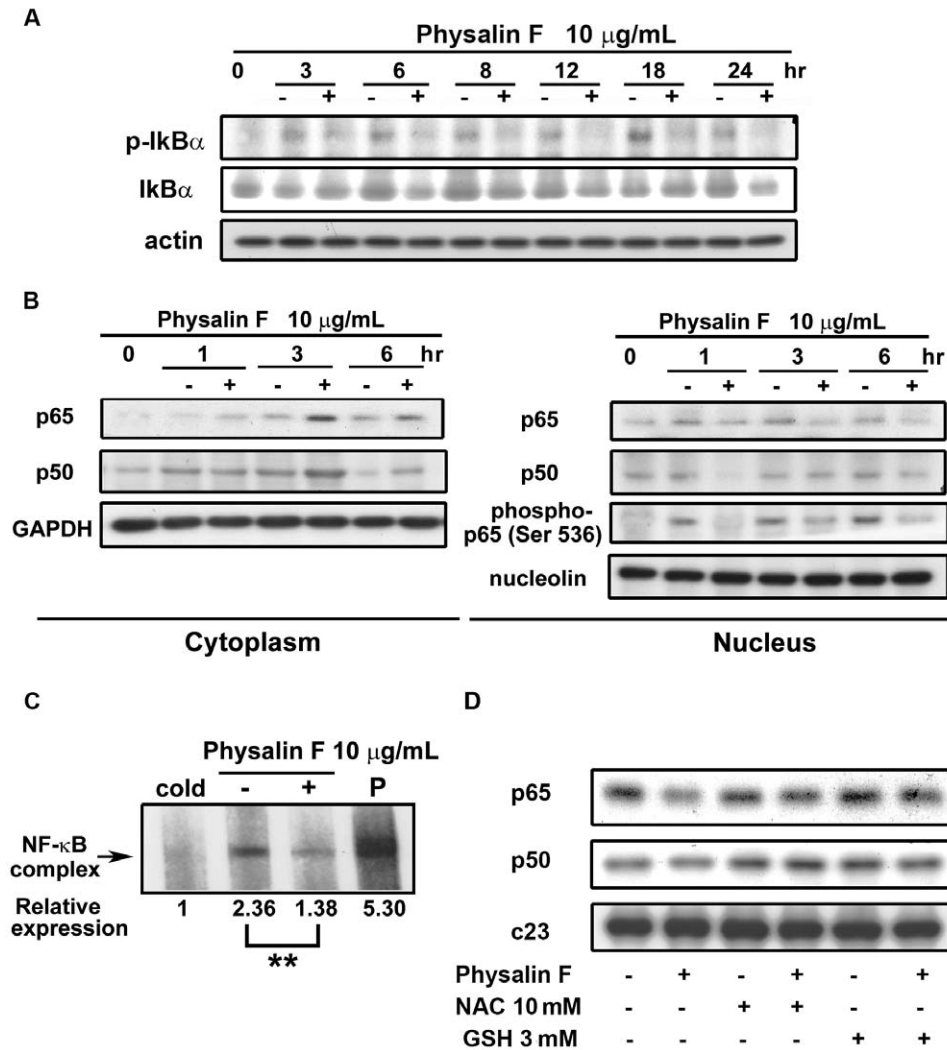 A
Physalin F 10 μg/mL
0 3 6 8 12 18 24 hr
- + - + - + - + - + - +
p-IkBα
IkBα
actin
B
Physalin F 10 μg/mL
0 1 3 6 hr
- + - + - +
p65
p50
GAPDH
Cytoplasm
Physalin F 10 μg/mL
0 1 3 6 hr
- + - + - +
p65
p50
phospho-
p65 (Ser 536)
nucleolin
Nucleus
C
Physalin F 10 μg/mL
cold - + P
NF-κB
complex
Relative
expression
1 2.36 1.38 5.30
**
D
p65
p50
c23
Physalin F - + - + - +
NAC 10 mM - - + + - -
GSH 3 mM - - - - + +